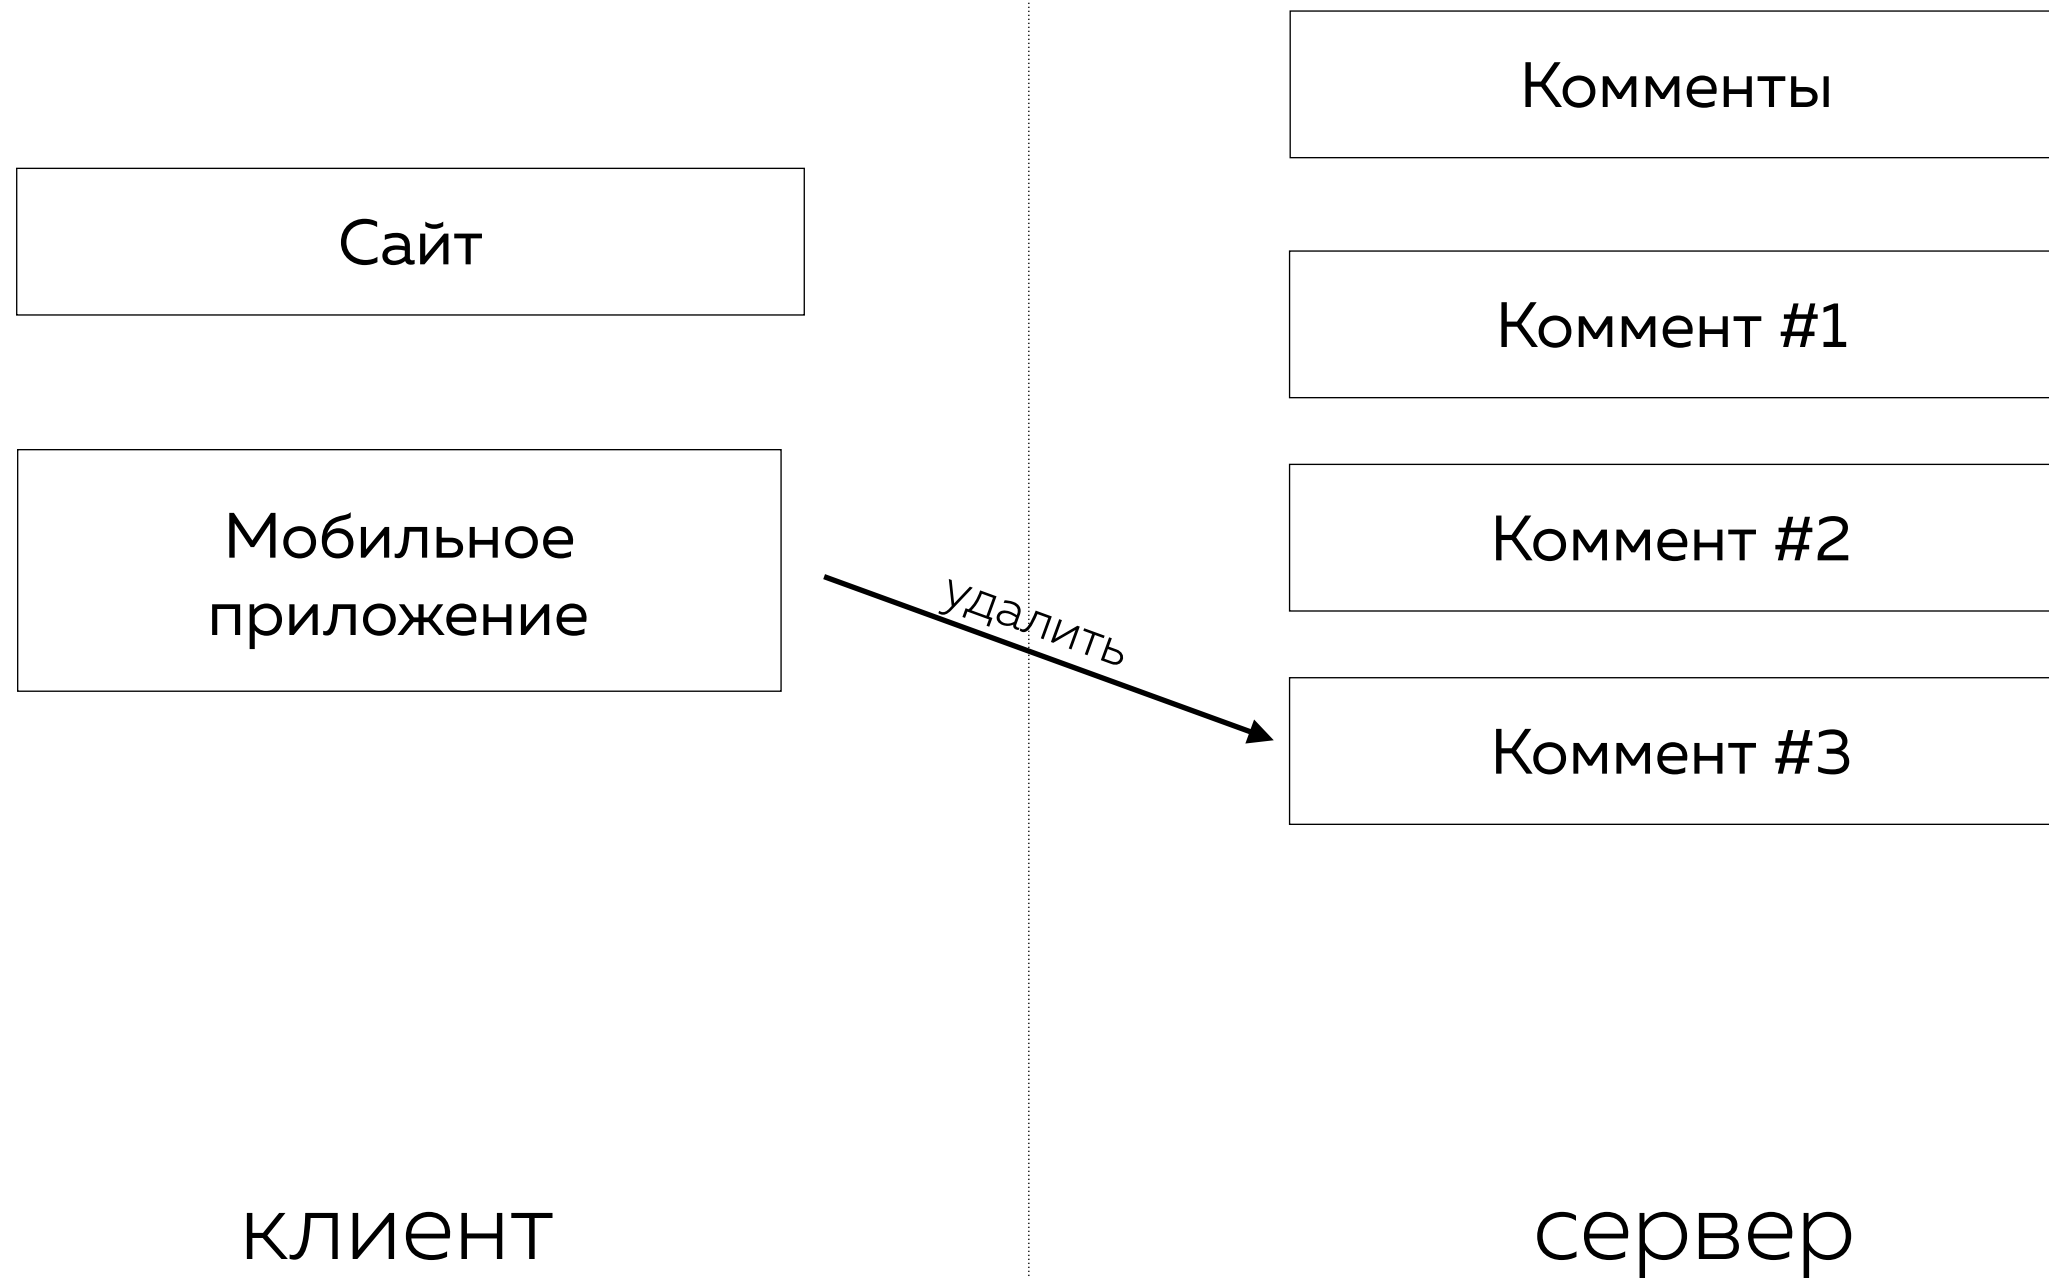 Комменты
Сайт
Коммент #1
Мобильное
приложение
Коммент #2
удалить
Коммент #3
клиент
сервер